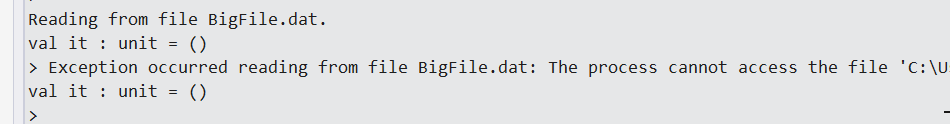 Reading from file BigFile.dat.
val it : unit = ()
> Exception occurred reading from file BigFile.dat: The process cannot access the file 'C:\U
val it : unit = ()
>